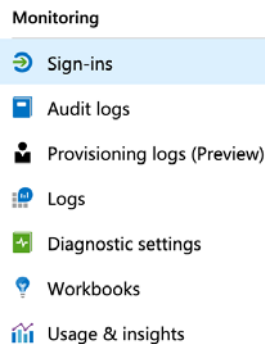 Monitoring
Sign-ins
Audit logs
Provisioning logs (Preview)
Logs
Diagnostic settings
Workbooks
Usage & insights